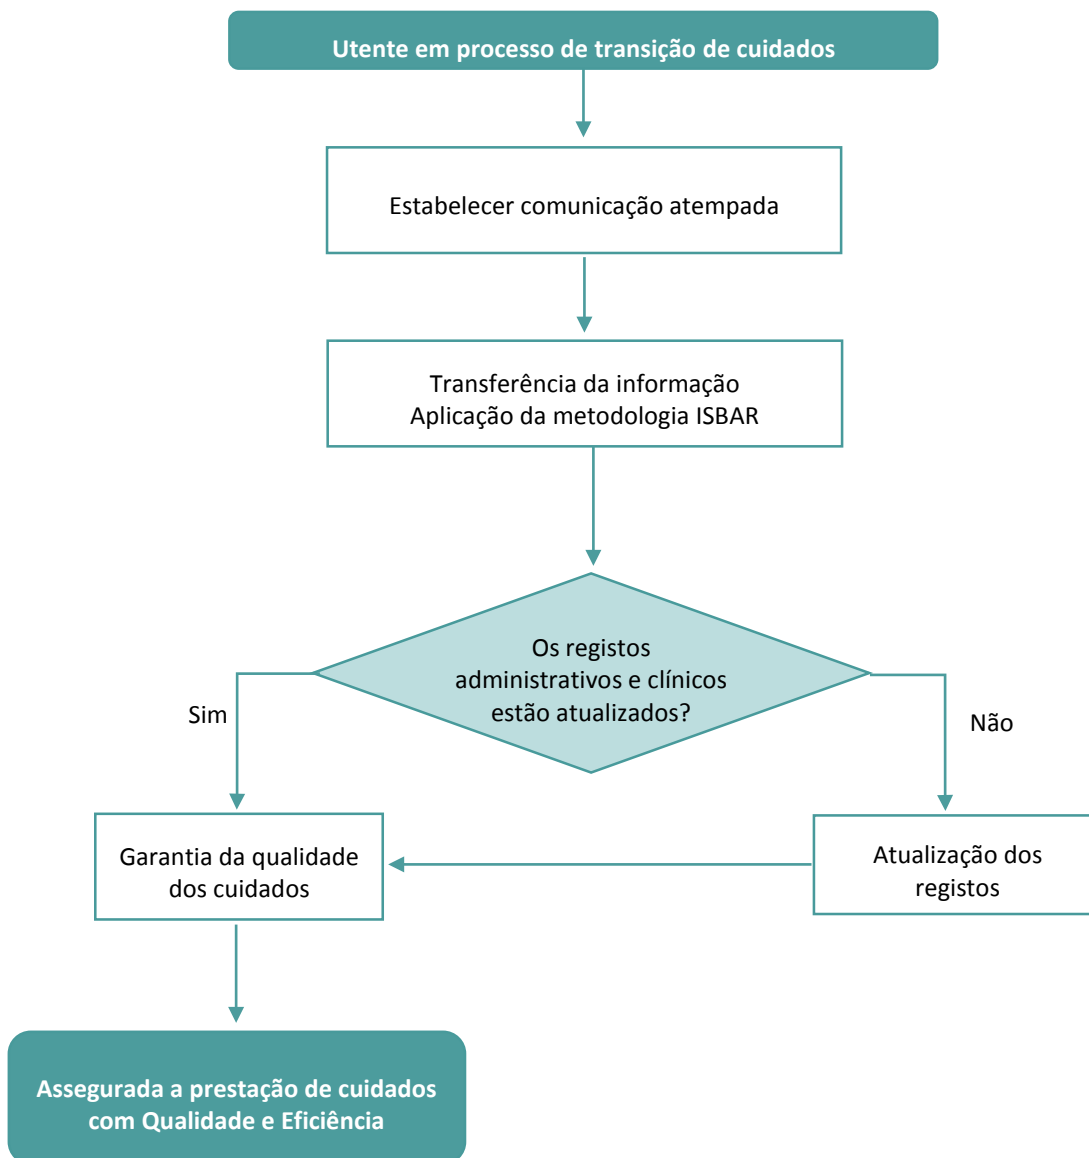 Utente em processo de transição de cuidados
Estabelecer comunicação atempada
Transferência da informação
Aplicação da metodologia ISBAR
Os registos
administrativos e clínicos
estão atualizados?
Sim
Não
Garantia da qualidade
dos cuidados
Atualização dos
registos
Assegurada a prestação de cuidados
com Qualidade e Eficiência